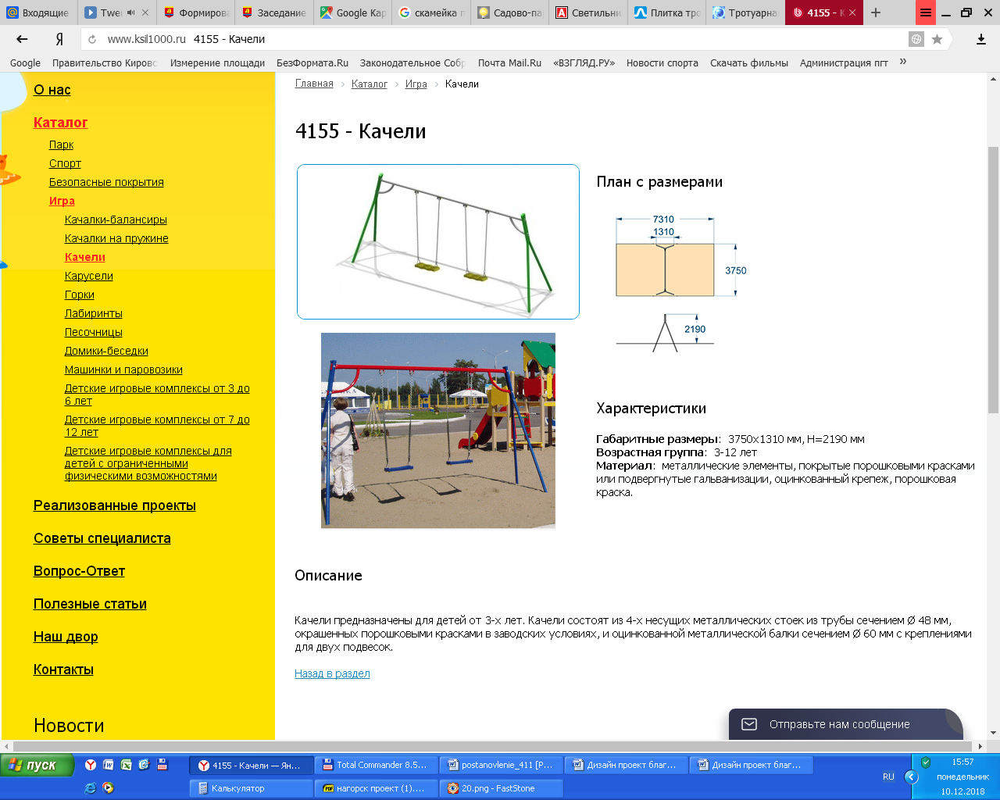 Входящие
Twee
Формирова
Заседание
Google Кар
скамейка п
Садово-па
Светильни
Плитка тро
Тротуарна
4155 - К
www.ksil1000.ru 4155 - Качели
Google
Правительство Кировс
Измерение площади
БезФормата.Ru
Законодательное Собр
Почта Mail.Ru
«ВЗГЛЯД.РУ»
Новости спорта
Скачать фильмы
Администрация пгт
»
О нас
Каталог
Парк
Спорт
Безопасные покрытия
Игра
Качалки-балансиры
Качалки на пружине
Качели
Карусели
Горки
Лабиринты
Песочницы
Домики-беседки
Машинки и паровозики
Детские игровые комплексы от 3 до
6 лет
Детские игровые комплексы от 7 до
12 лет
Детские игровые комплексы для
детей с ограниченными
физическими возможностями
Реализованные проекты
Советы специалиста
Вопрос-Ответ
Полезные статьи
Наш двор
Контакты
Новости
Главная › Каталог › Игра › Качели
4155 - Качели
План с размерами
7310
1310
3750
2190
Характеристики
Габаритные размеры: 3750х1310 мм, Н=2190 мм
Возрастная группа: 3-12 лет
Материал: металлические элементы, покрытые порошковыми красками
или подвергнутые гальванизации, оцинкованный крепеж, порошковая
краска.
Описание
Качели предназначены для детей от 3-х лет. Качели состоят из 4-х несущих металлических стоек из трубы сечением Ø 48 мм,
окрашенных порошковыми красками в заводских условиях, и оцинкованной металлической балки сечением Ø 60 мм с креплениями
для двух подвесок.
Назад в раздел
Отправьте нам сообщение
пуск
4155 - Качели — Ян...
Total Commander 8.5...
postanovlenie_411 [Р...
Дизайн проект благ...
Дизайн проект благ...
Калькулятор
нагорск проект (1)....
20.png - FastStone
RU
15:57
понедельник
10.12.2018